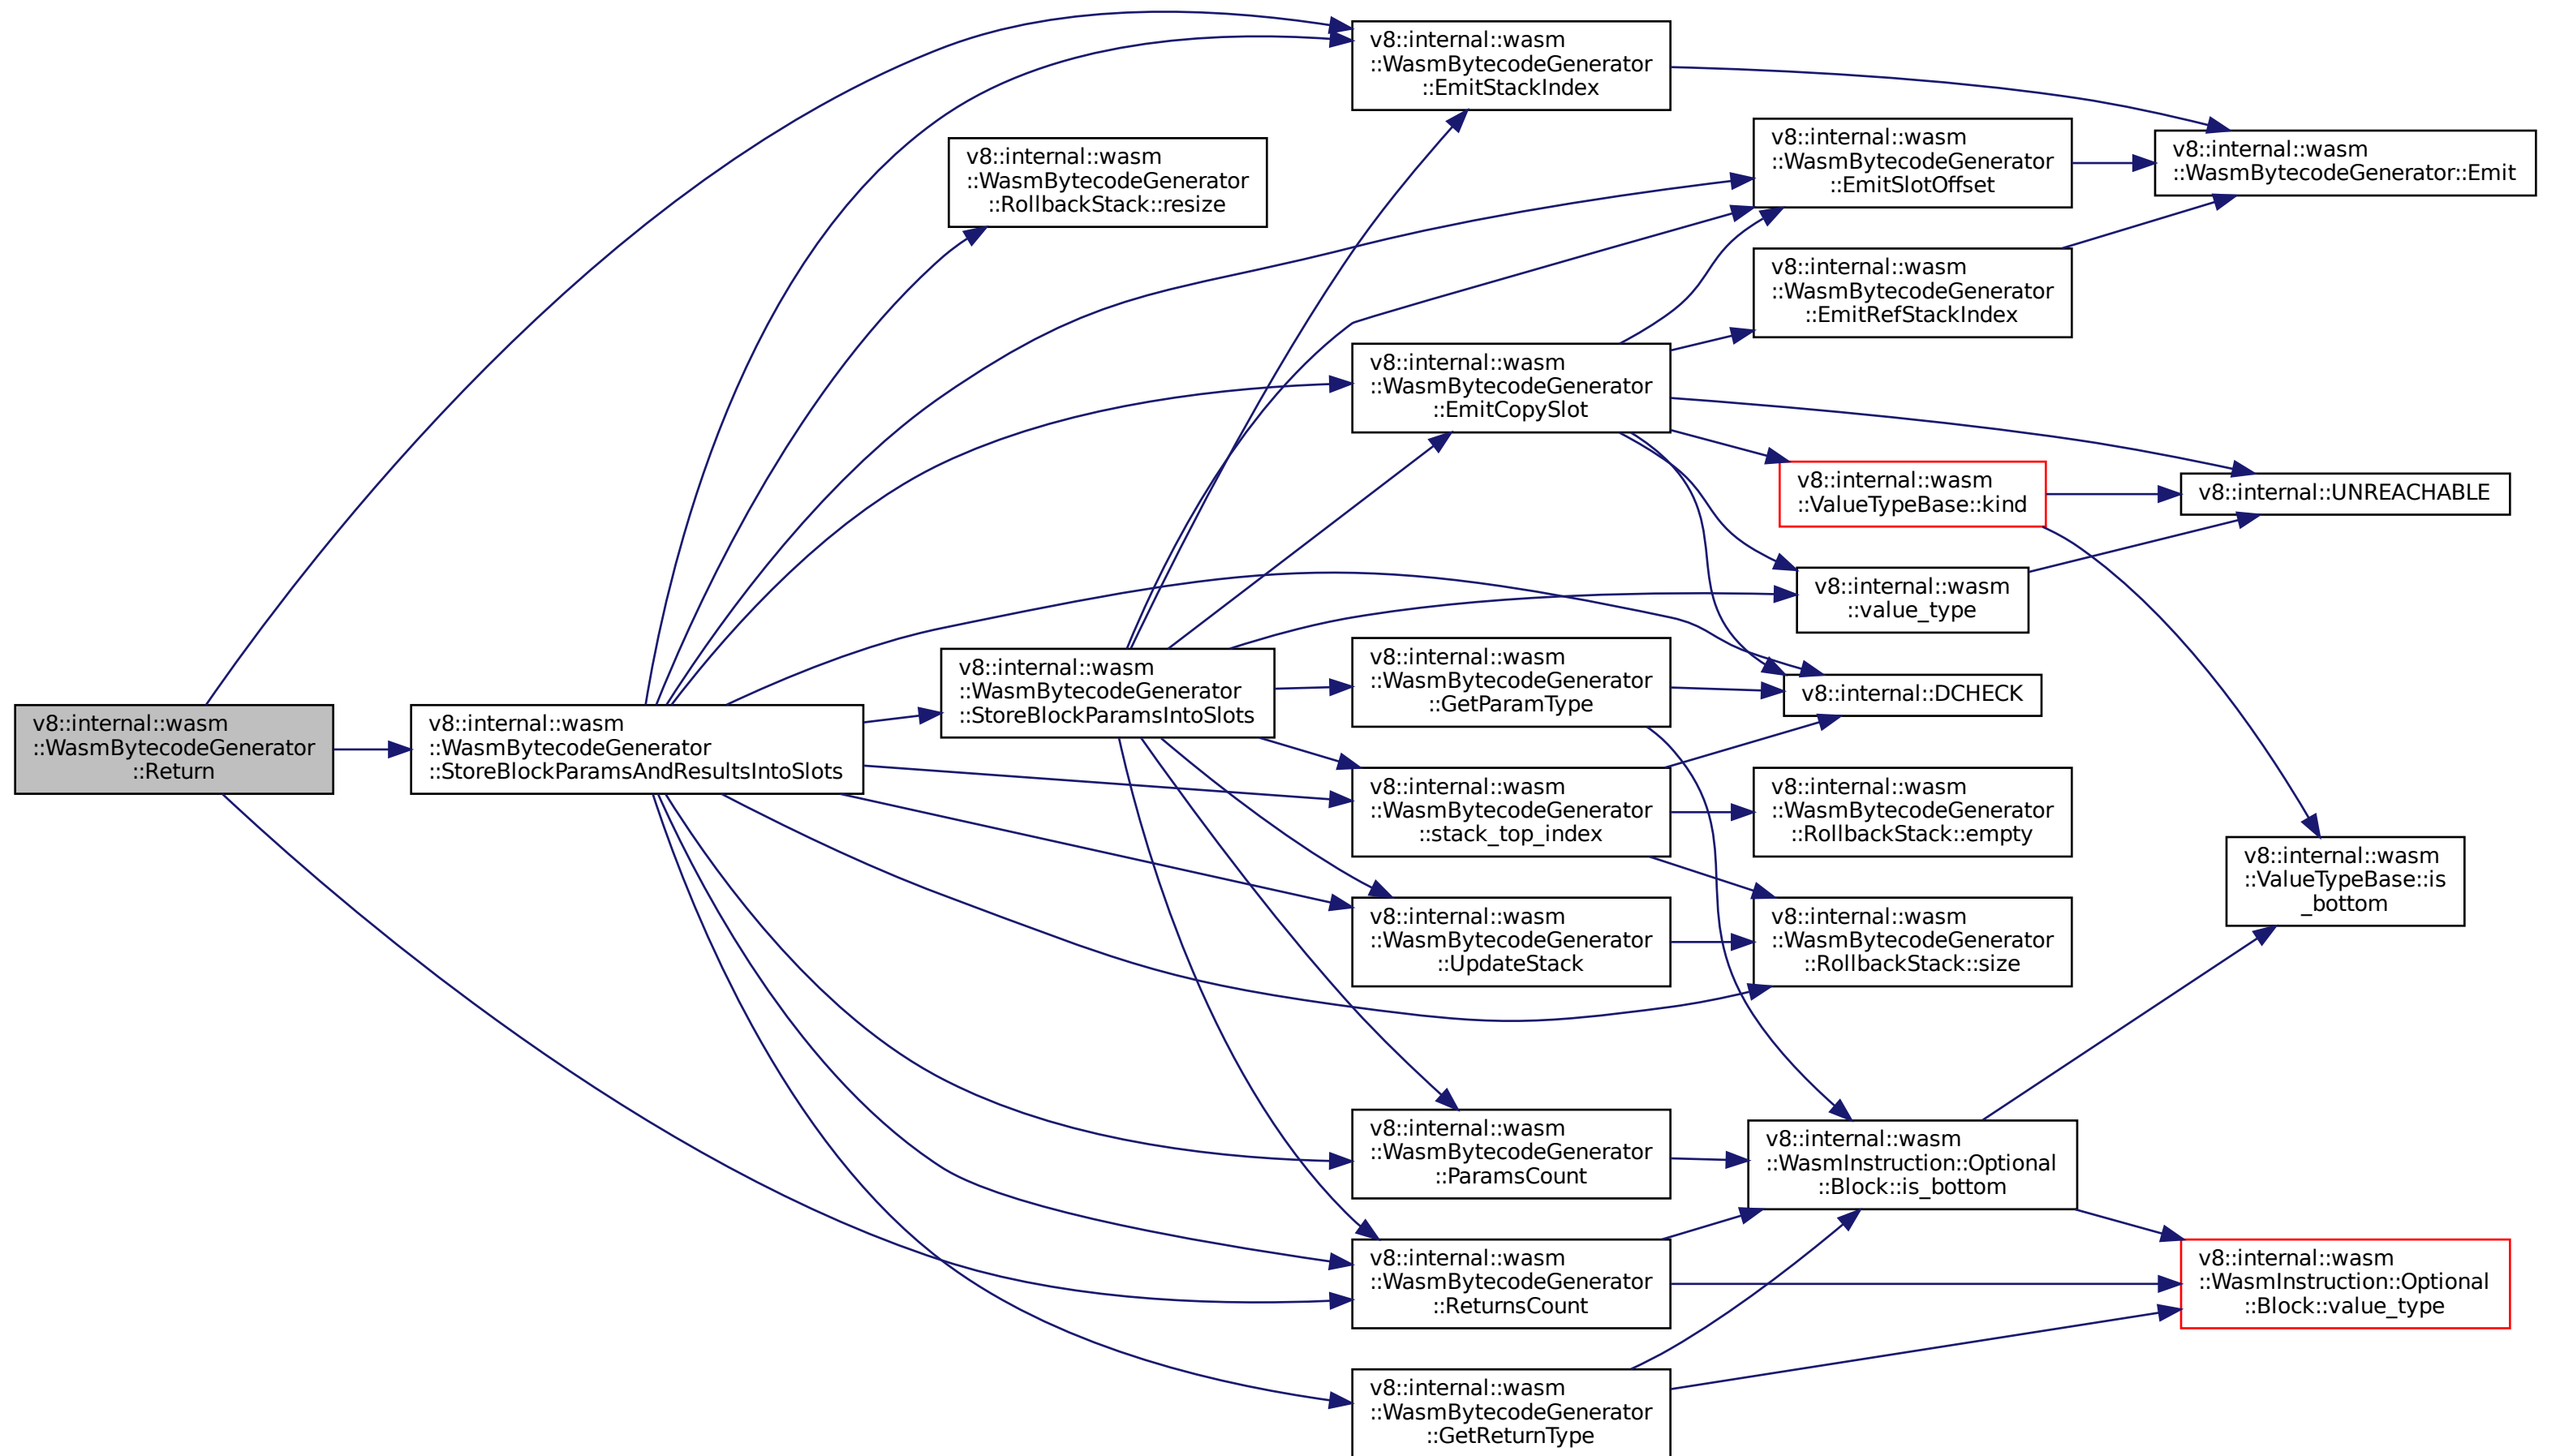 v8::internal::wasm
::WasmBytecodeGenerator
::Return
v8::internal::wasm
::WasmBytecodeGenerator
::StoreBlockParamsAndResultsIntoSlots
v8::internal::wasm
::WasmBytecodeGenerator
::RollbackStack::resize
v8::internal::wasm
::WasmBytecodeGenerator
::StoreBlockParamsIntoSlots
v8::internal::wasm
::WasmBytecodeGenerator
::EmitStackIndex
v8::internal::wasm
::WasmBytecodeGenerator
::EmitCopySlot
v8::internal::wasm
::WasmBytecodeGenerator
::GetParamType
v8::internal::wasm
::WasmBytecodeGenerator
::stack_top_index
v8::internal::wasm
::WasmBytecodeGenerator
::UpdateStack
v8::internal::wasm
::WasmBytecodeGenerator
::ParamsCount
v8::internal::wasm
::WasmBytecodeGenerator
::ReturnsCount
v8::internal::wasm
::WasmBytecodeGenerator
::GetReturnType
v8::internal::wasm
::WasmBytecodeGenerator
::EmitSlotOffset
v8::internal::wasm
::WasmBytecodeGenerator
::EmitRefStackIndex
v8::internal::wasm
::ValueTypeBase::kind
v8::internal::wasm
::value_type
v8::internal::DCHECK
v8::internal::wasm
::WasmBytecodeGenerator
::RollbackStack::empty
v8::internal::wasm
::WasmBytecodeGenerator
::RollbackStack::size
v8::internal::wasm
::WasmInstruction::Optional
::Block::is_bottom
v8::internal::wasm
::WasmBytecodeGenerator::Emit
v8::internal::UNREACHABLE
v8::internal::wasm
::ValueTypeBase::is
_bottom
v8::internal::wasm
::WasmInstruction::Optional
::Block::value_type